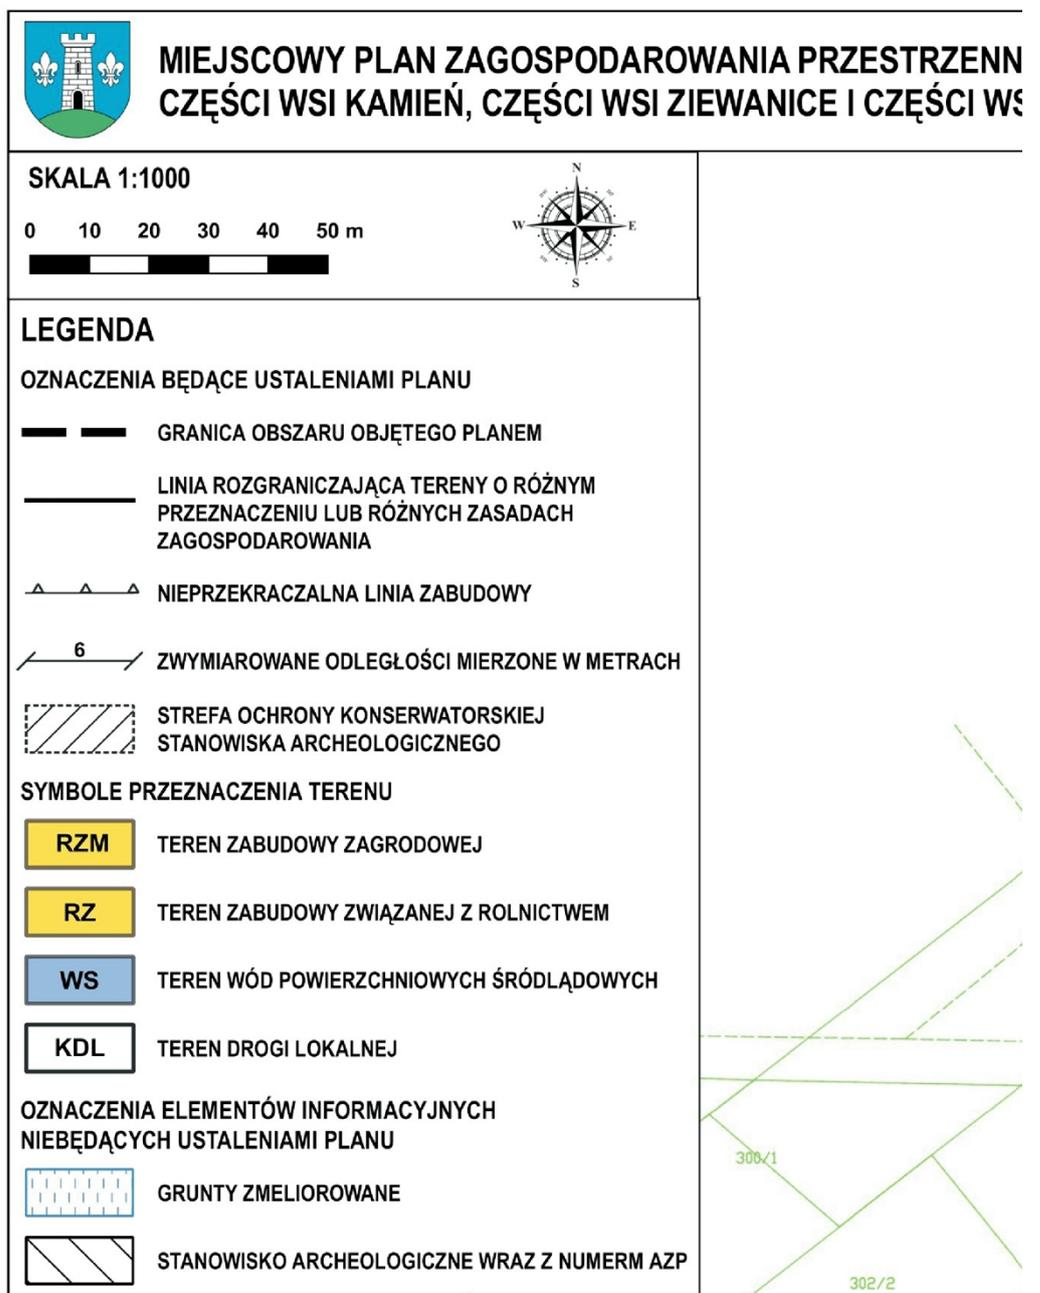 MIEJSCOWY PLAN ZAGOSPODAROWANIA PRZESTRZENN
CZĘŚCI WSI KAMIEŃ, CZĘŚCI WSI ZIEWANICE I CZĘŚCI WS
SKALA 1:1000
0 10 20 30 40 50 m
N
W E
S
LEGENDA
OZNACZENIA BĘDĄCE USTALENIAMI PLANU
GRANICA OBSZARU OBJĘTEGO PLANEM
LINIA ROZGRANICZAJĄCA TERENY O RÓŻNYM
PRZEZNACZENIU LUB RÓŻNYCH ZASADACH
ZAGOSPODAROWANIA
NIEPRZEKRACZALNA LINIA ZABUDOWY
6 ZWYMIAROWANE ODLEGŁOŚCI MIERZONE W METRACH
STREFA OCHRONY KONSERWATORSKIEJ
STANOWISKA ARCHEOLOGICZNEGO
SYMBOLE PRZEZNACZENIA TERENU
RZM TEREN ZABUDOWY ZAGRODOWEJ
RZ TEREN ZABUDOWY ZWIĄZANEJ Z ROLNICTWEM
WS TEREN WÓD POWIERZCHNIOWYCH ŚRÓDLĄDOWYCH
KDL TEREN DROGI LOKALNEJ
OZNACZENIA ELEMENTÓW INFORMACYJNYCH
NIEBĘDĄCYCH USTALENIAMI PLANU
GRUNTY ZMELIOROWANE
STANOWISKO ARCHEOLOGICZNE WRAZ Z NUMERM AZP
300/1
302/2